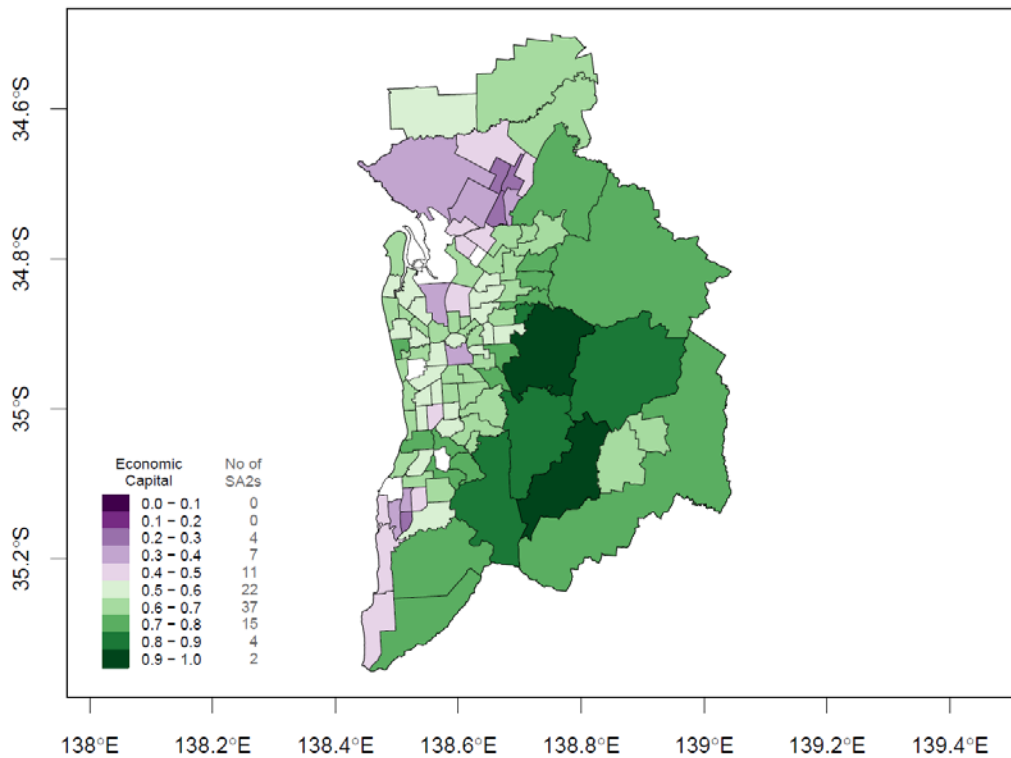 34.6°S
34.8°S
35°S
35.2°S
Economic Capital
No of SA2s
0.0 – 0.1 0
0.1 – 0.2 0
0.2 – 0.3 4
0.3 – 0.4 7
0.4 – 0.5 11
0.5 – 0.6 22
0.6 – 0.7 37
0.7 – 0.8 15
0.8 – 0.9 4
0.9 – 1.0 2
138°E 138.2°E 138.4°E 138.6°E 138.8°E 139°E 139.2°E 139.4°E